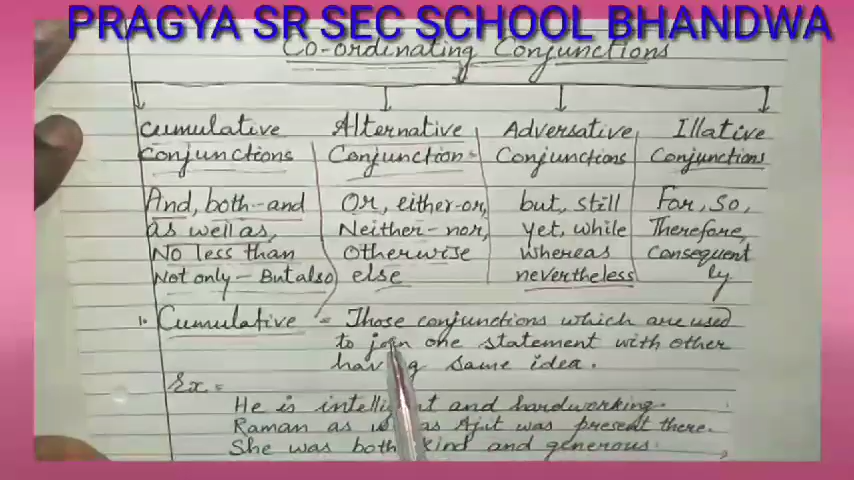 PRAGYA SR SEC SCHOOL BHANDWA
Co-ordinating Conjunctions
Cumulative Conjunctions
And, both--and
as well as,
No less than
Not only - But also
Alternative Conjunction-
Or, either-or,
Neither-nor,
Otherwise
else
Adversative Conjunctions
but, still
yet, while
whereas
nevertheless
Illative Conjunctions
For, So,
Therefore,
Consequent
ly
1. Cumulative = Those conjunctions which are used
to join one statement with other
having same idea.
Ex =
He is intelligent and hardworking.
Raman as well as Ajit was present there.
She was both kind and generous.